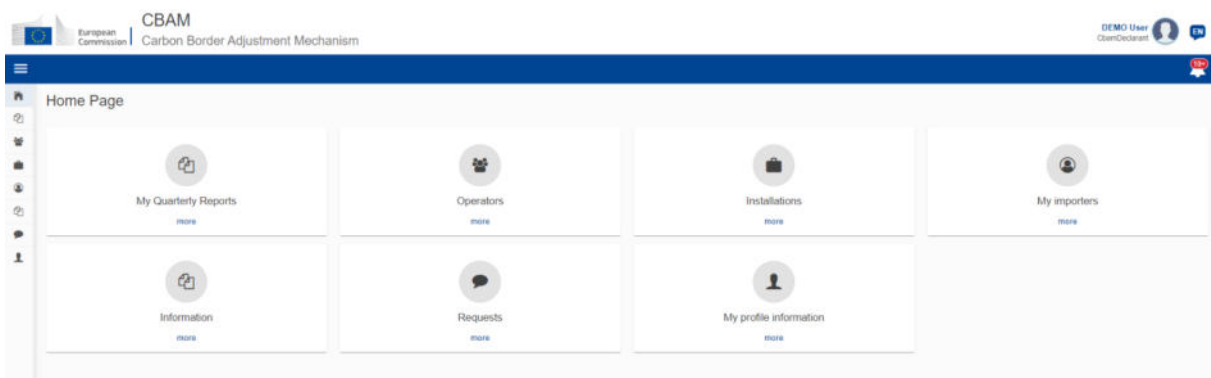 European
Commission
CBAM
Carbon Border Adjustment Mechanism
DEMO User
CbamDeclarant
EN
10+
Home Page
My Quarterly Reports
more
Operators
more
Installations
more
My importers
more
Information
more
Requests
more
My profile information
more